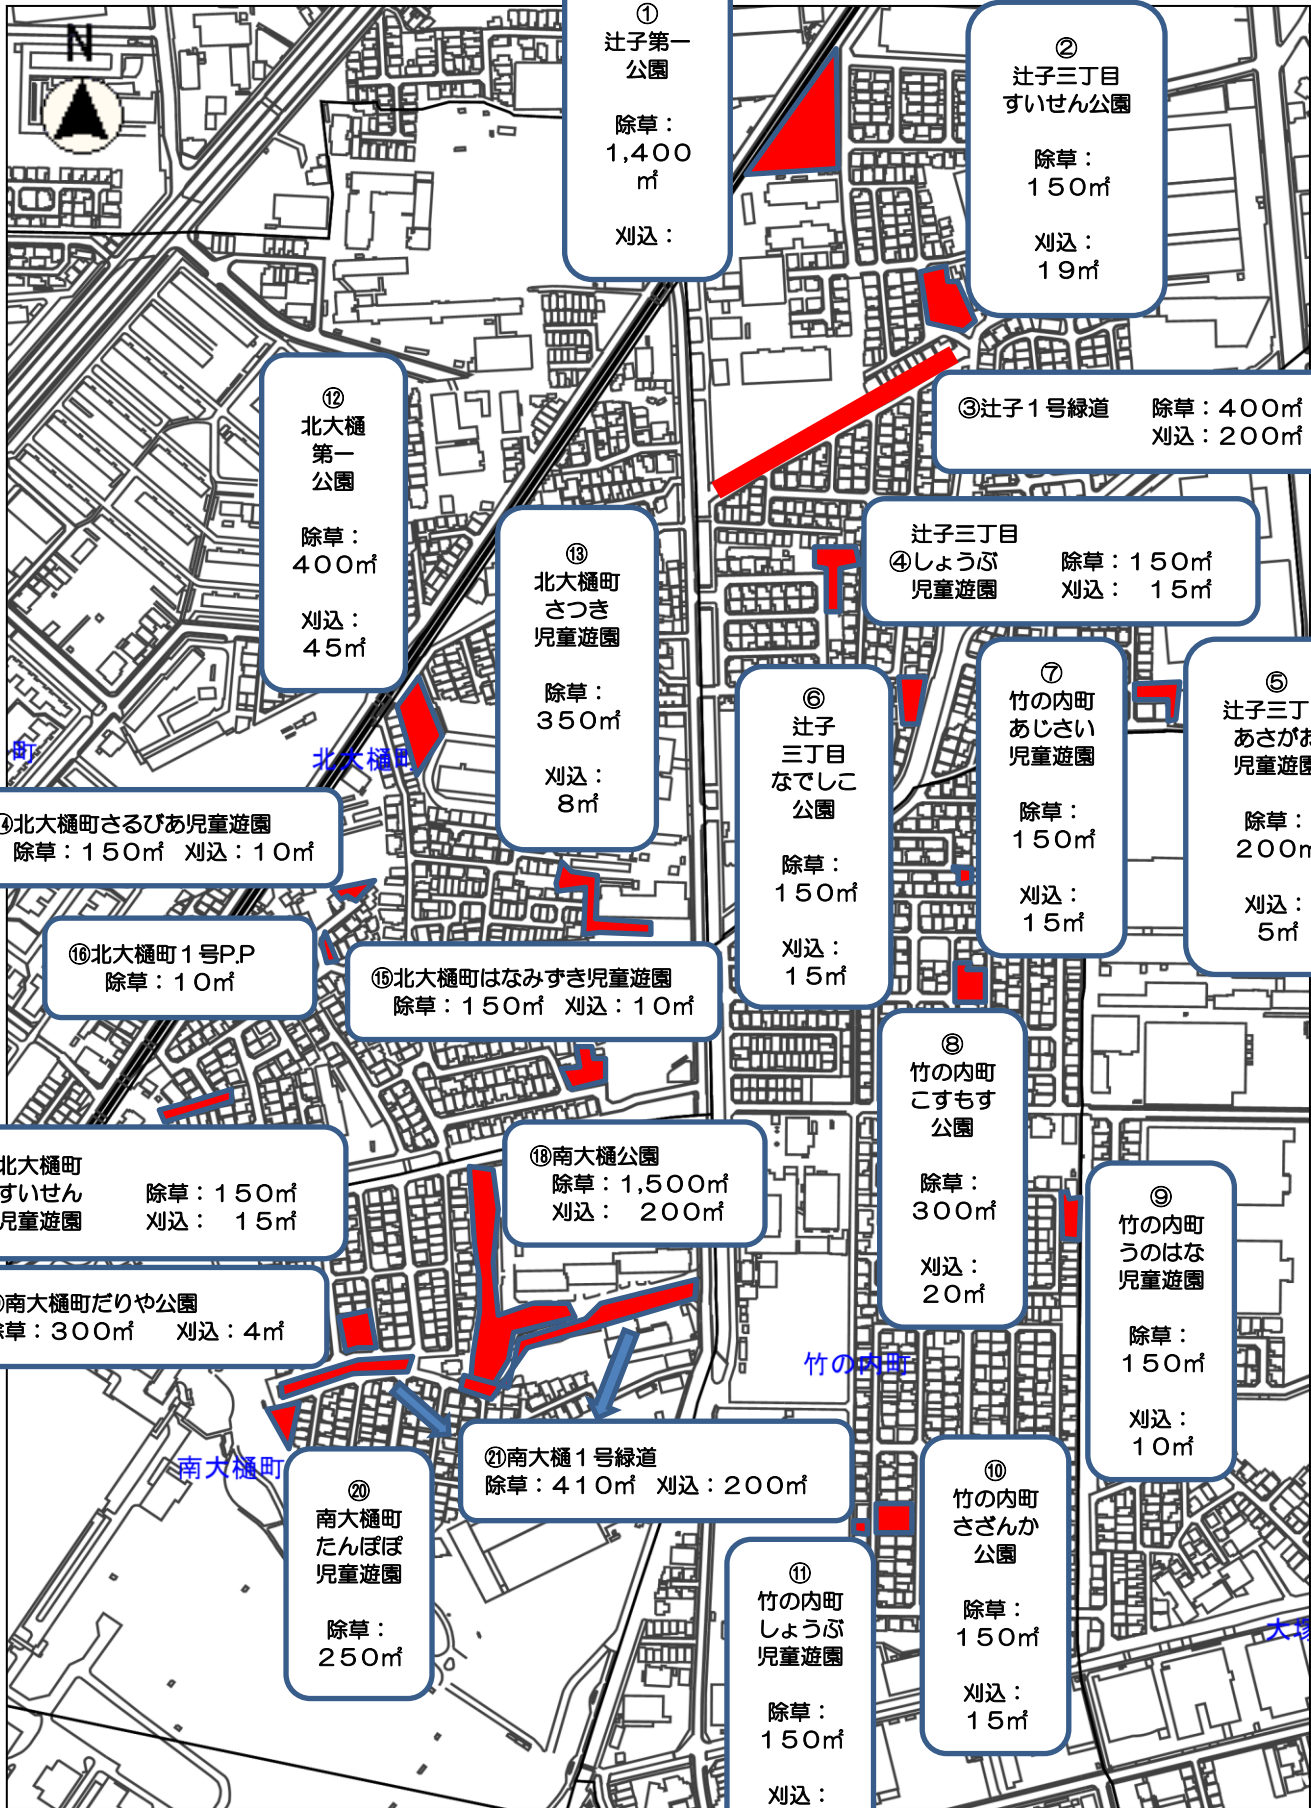 N
①
辻子第一
公園
除草：
1,400
㎡
刈込：
②
辻子三丁目
すいせん公園
除草：
150㎡
刈込：
19㎡
③辻子１号緑道　除草：400㎡
刈込：200㎡
辻子三丁目
④しょうぶ　除草：150㎡
児童遊園　刈込：　15㎡
⑫
北大樋
第一
公園
除草：
400㎡
刈込：
45㎡
⑬
北大樋町
さつき
児童遊園
除草：
350㎡
刈込：
8㎡
⑥
辻子
三丁目
なでしこ
公園
除草：
150㎡
刈込：
15㎡
⑦
竹の内町
あじさい
児童遊園
除草：
150㎡
刈込：
15㎡
⑤
辻子三丁
あさがお
児童遊園
除草：
200㎡
刈込：
5㎡
町
北大樋町
④北大樋町さるびあ児童遊園
除草：150㎡　刈込：10㎡
⑯北大樋町１号P.P
除草：10㎡
⑮北大樋町はなみずき児童遊園
除草：150㎡　刈込：10㎡
⑧
竹の内町
こすもす
公園
除草：
300㎡
刈込：
20㎡
北大樋町
すいせん　除草：150㎡
児童遊園　刈込：　15㎡
⑱南大樋公園
除草：1,500㎡
刈込：　200㎡
⑨
竹の内町
うのはな
児童遊園
除草：
150㎡
刈込：
10㎡
南大樋町だりや公園
除草：300㎡　刈込：4㎡
竹の内町
南大樋町
㉑南大樋１号緑道
除草：410㎡　刈込：200㎡
⑳
南大樋町
たんぽぽ
児童遊園
除草：
250㎡
⑩
竹の内町
さざんか
公園
除草：
150㎡
刈込：
15㎡
⑪
竹の内町
しょうぶ
児童遊園
除草：
150㎡
刈込：
大塚